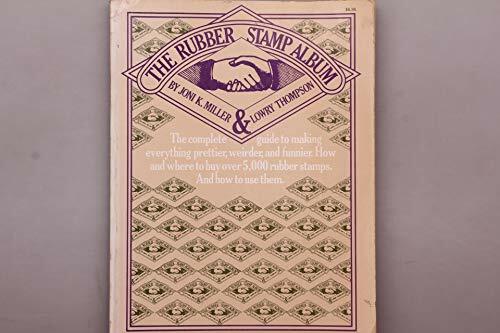 THE RUBBER STAMP ALBUM
BY JONI K. MILLER
& LOWRY THOMPSON
The complete guide to making
everything prettier, weirder, and funnier. How
and where to buy over 5,000 rubber stamps.
And how to use them.